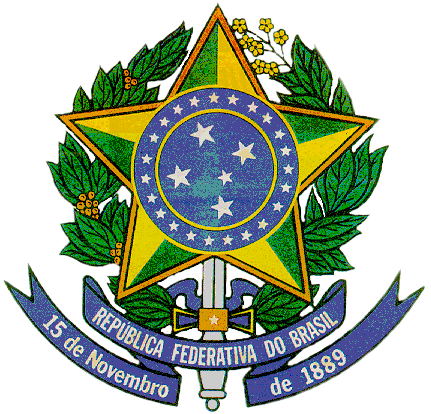 REPÚBLICA FEDERATIVA DO BRASIL
15 de Novembro
de 1889